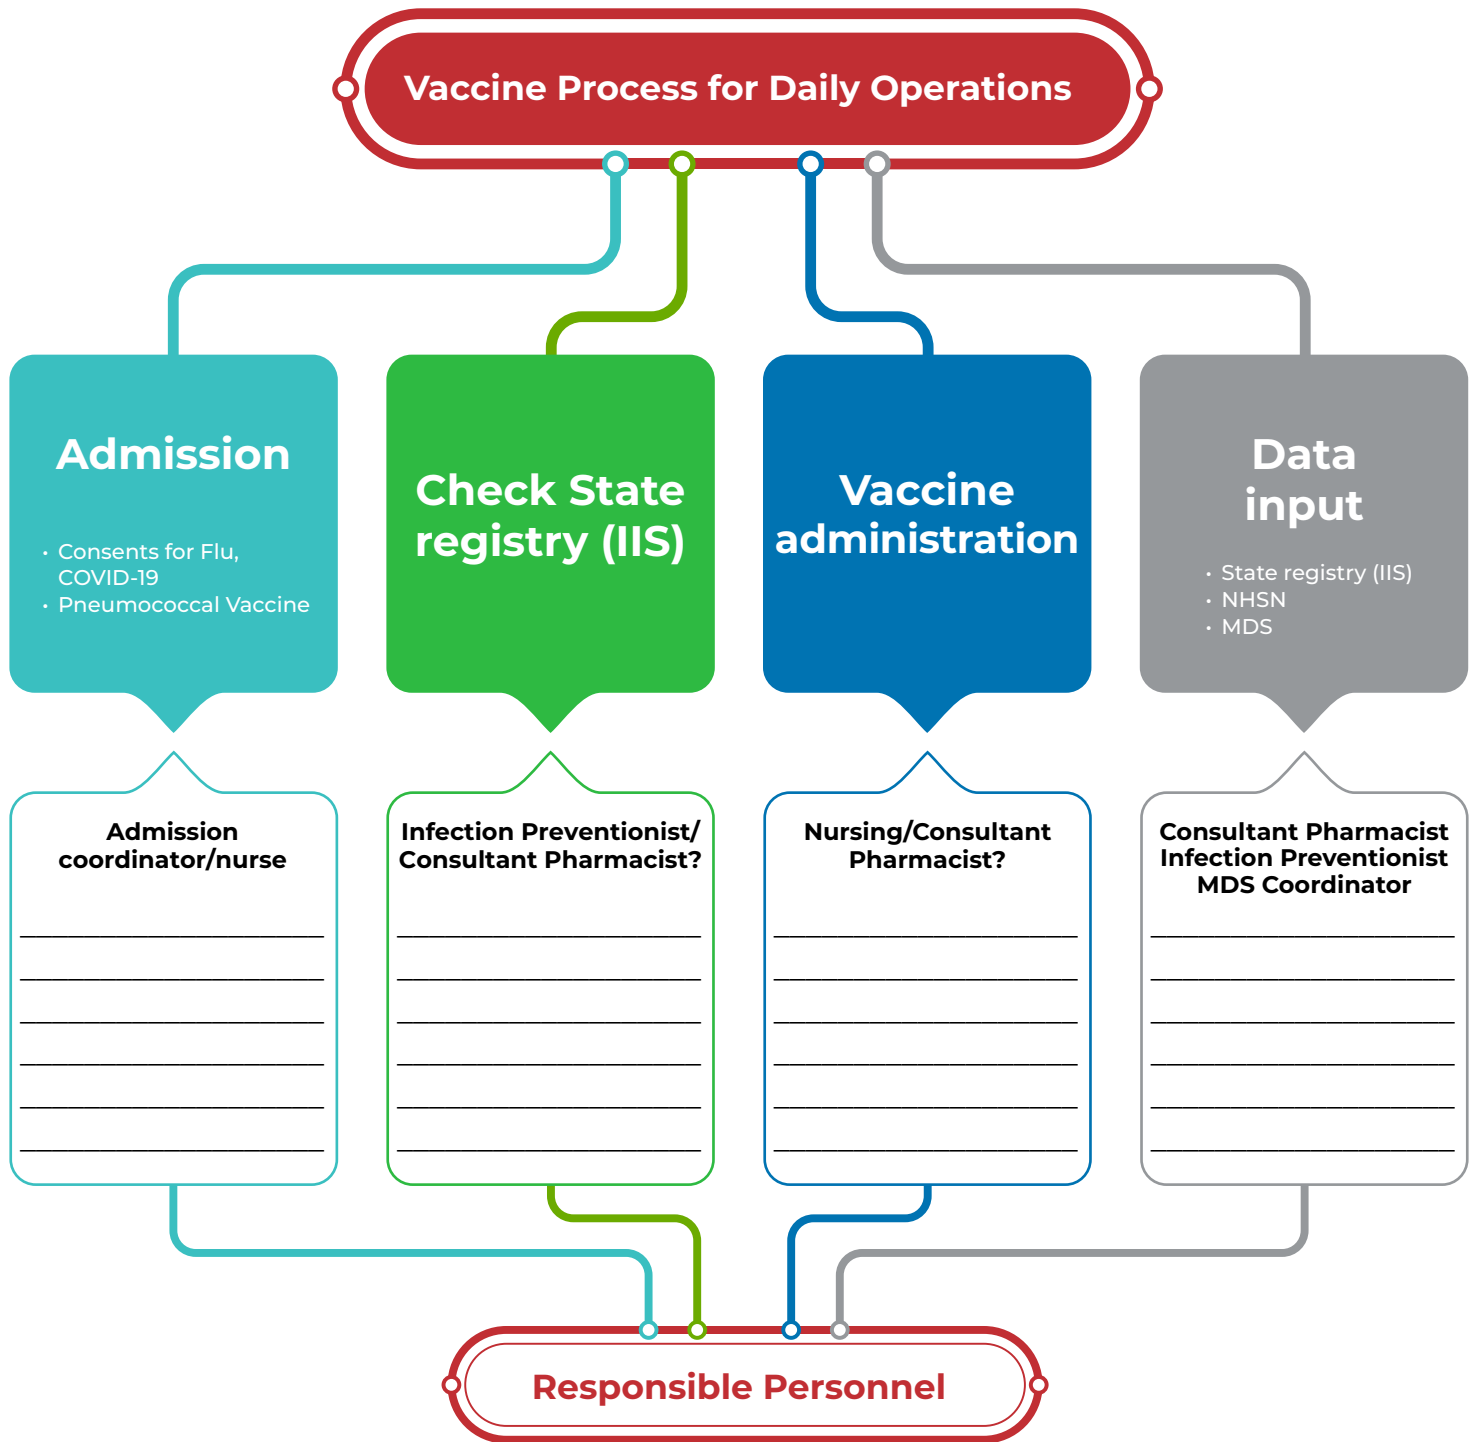 Vaccine Process for Daily Operations
Admission
• Consents for Flu,
COVID-19
• Pneumococcal Vaccine
Check State
registry (IIS)
Vaccine
administration
Data
input
• State registry (IIS)
• NHSN
• MDS
Admission
coordinator/nurse
Infection Preventionist/
Consultant Pharmacist?
Nursing/Consultant
Pharmacist?
Consultant Pharmacist
Infection Preventionist
MDS Coordinator
Responsible Personnel